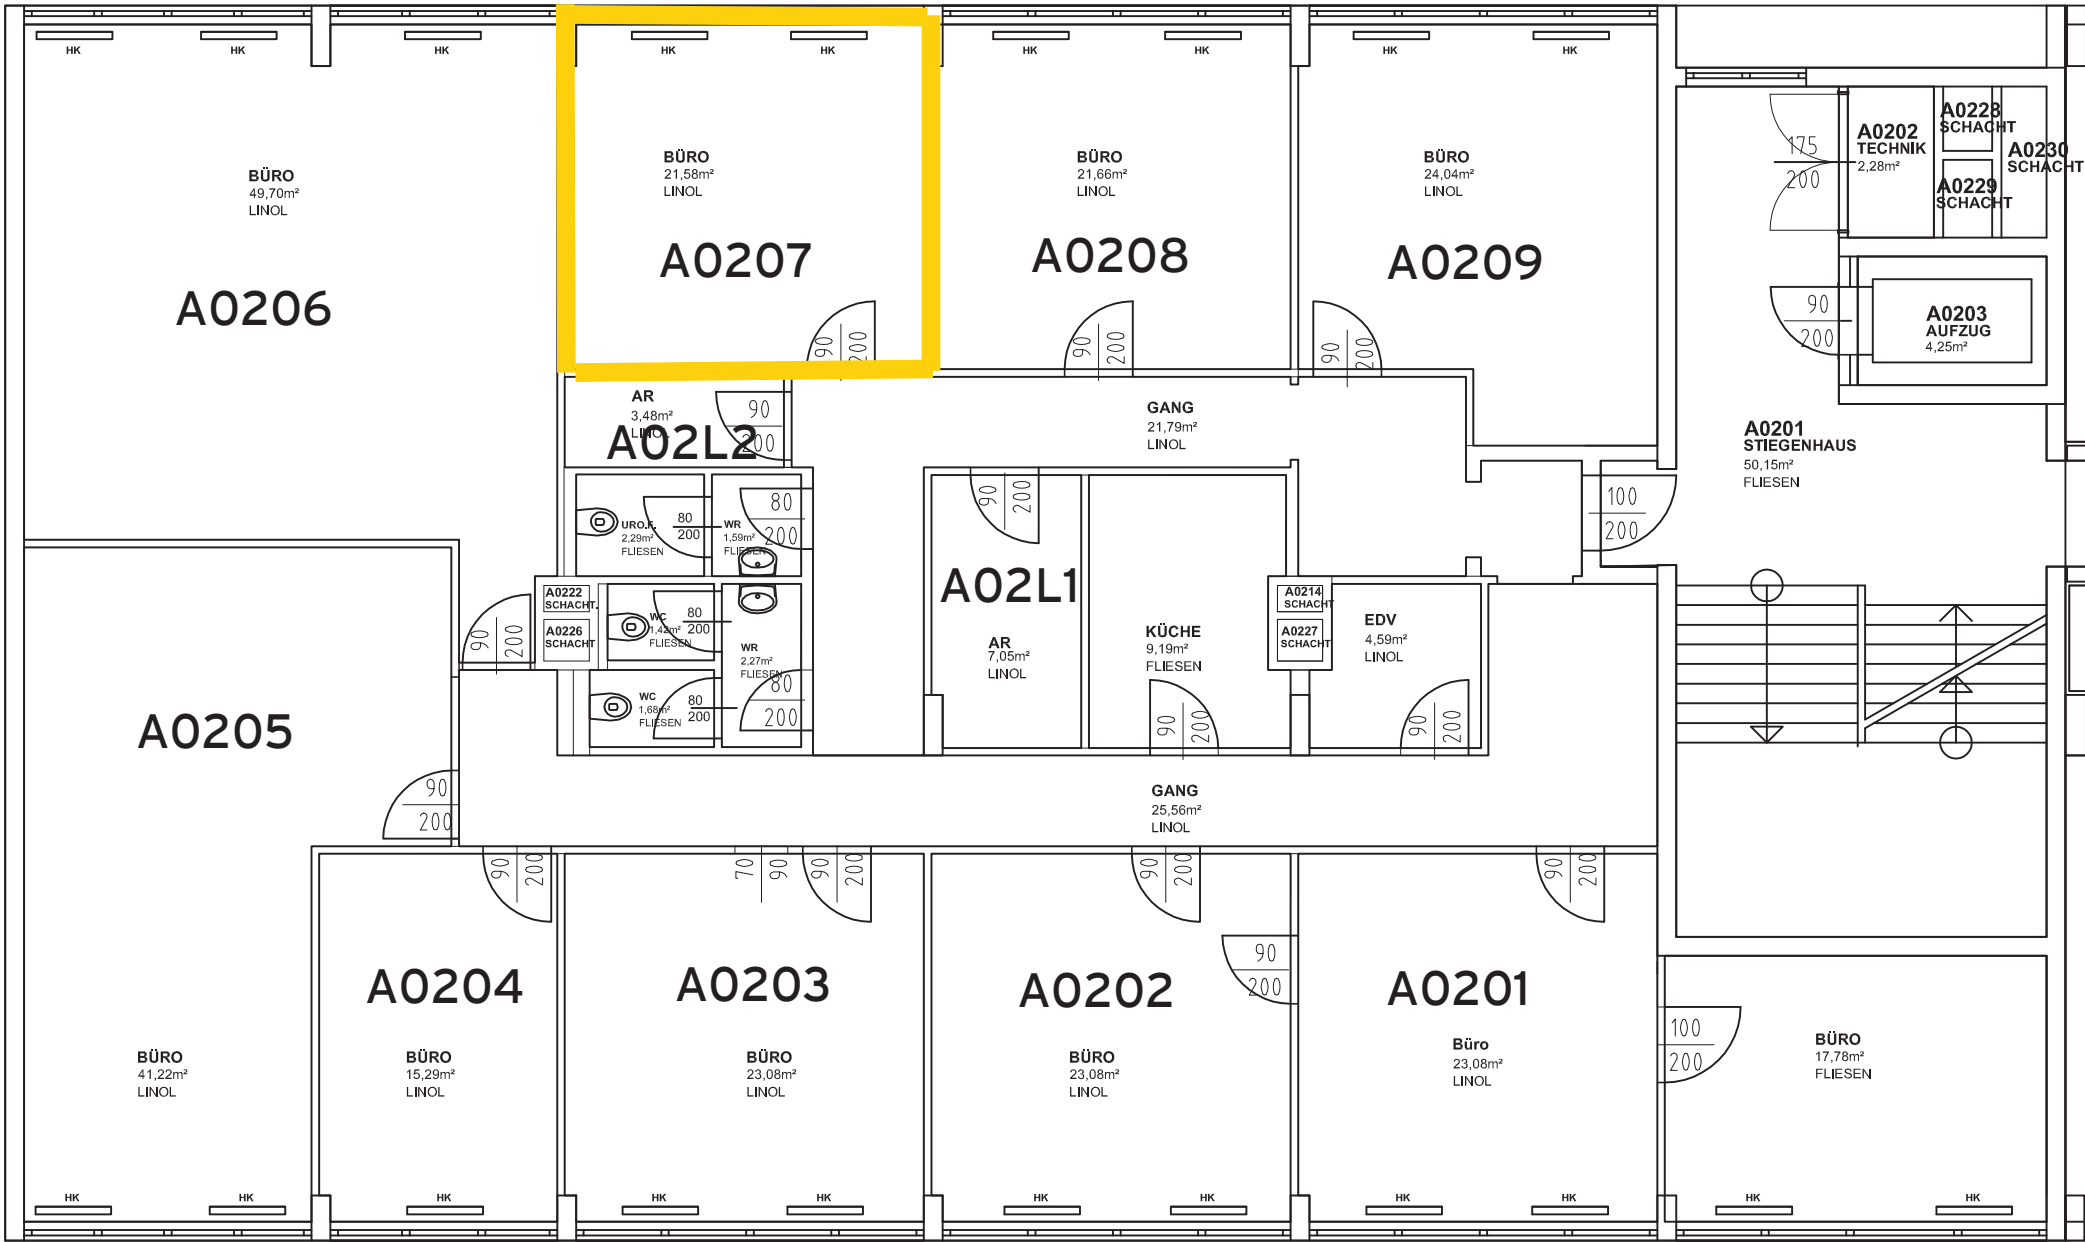 HK
HK
HK
HK
HK
HK
HK
HK
HK
BÜRO
49,70m²
LINOL
A0206
BÜRO
21,58m²
LINOL
A0207
90
200
BÜRO
21,66m²
LINOL
A0208
90
200
BÜRO
24,04m²
LINOL
A0209
90
200
175
200
A0202
TECHNIK
2,28m²
A0228
SCHACHT
A0229
SCHACHT
A0230
SCHACHT
90
200
A0203
AUFZUG
4,25m²
AR
3,48m²
LINOL
A02L2
90
200
GANG
21,79m²
LINOL
A0201
STIEGENHAUS
50,15m²
FLIESEN
100
200
URO.F.
2,29m²
FLIESEN
80
200
WR
1,59m²
FLIESEN
80
200
90
200
A02L1
AR
7,05m²
LINOL
A0222
SCHACHT.
A0226
SCHACHT
90
200
WC
1,42m²
FLIESEN
80
200
WR
2,27m²
FLIESEN
80
200
WC
1,68m²
FLIESEN
80
200
KÜCHE
9,19m²
FLIESEN
90
200
A0214
SCHACHT
A0227
SCHACHT
EDV
4,59m²
LINOL
90
200
A0205
90
200
GANG
25,56m²
LINOL
90
200
70
90
90
200
90
200
90
200
A0204
A0203
A0202
90
200
A0201
100
200
BÜRO
41,22m²
LINOL
BÜRO
15,29m²
LINOL
BÜRO
23,08m²
LINOL
BÜRO
23,08m²
LINOL
Büro
23,08m²
LINOL
BÜRO
17,78m²
FLIESEN
HK
HK
HK
HK
HK
HK
HK
HK
HK
HK
HK